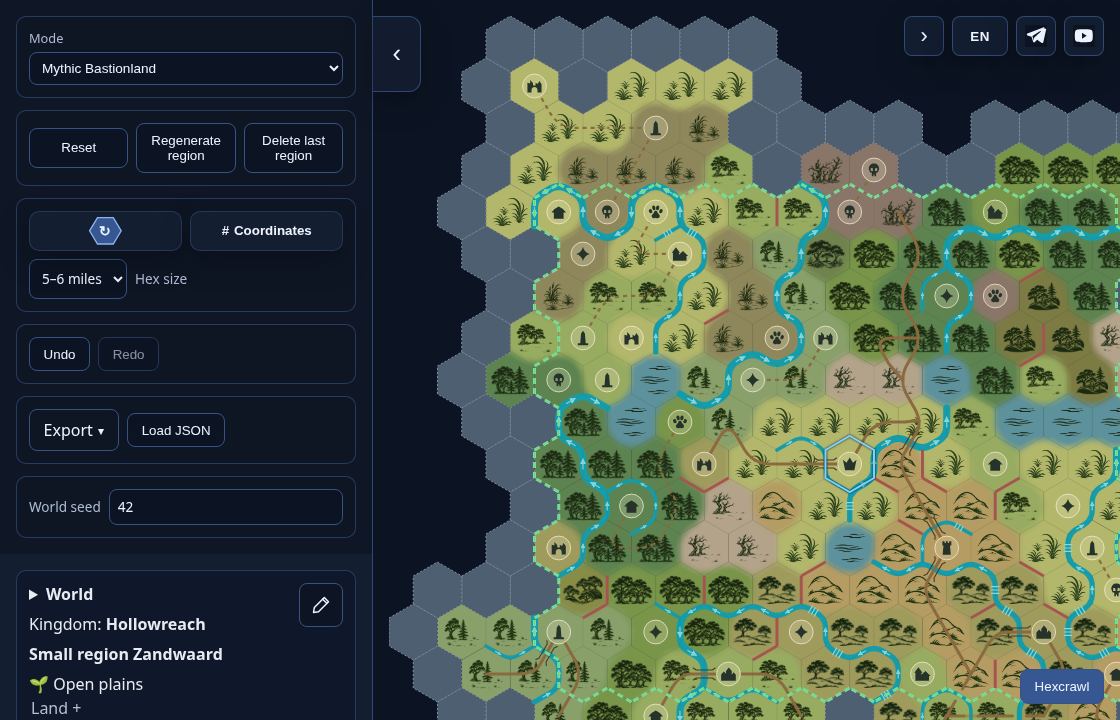 Mode
Mythic Bastionland
Reset
Regenerate region
Delete last region
# Coordinates
5–6 miles
Hex size
Undo
Redo
Export ▾
Load JSON
World seed
42
▶ World
Kingdom: Hollowreach
Small region Zandwaard
🌱 Open plains
Land +
‹
›
EN
Hexcrawl